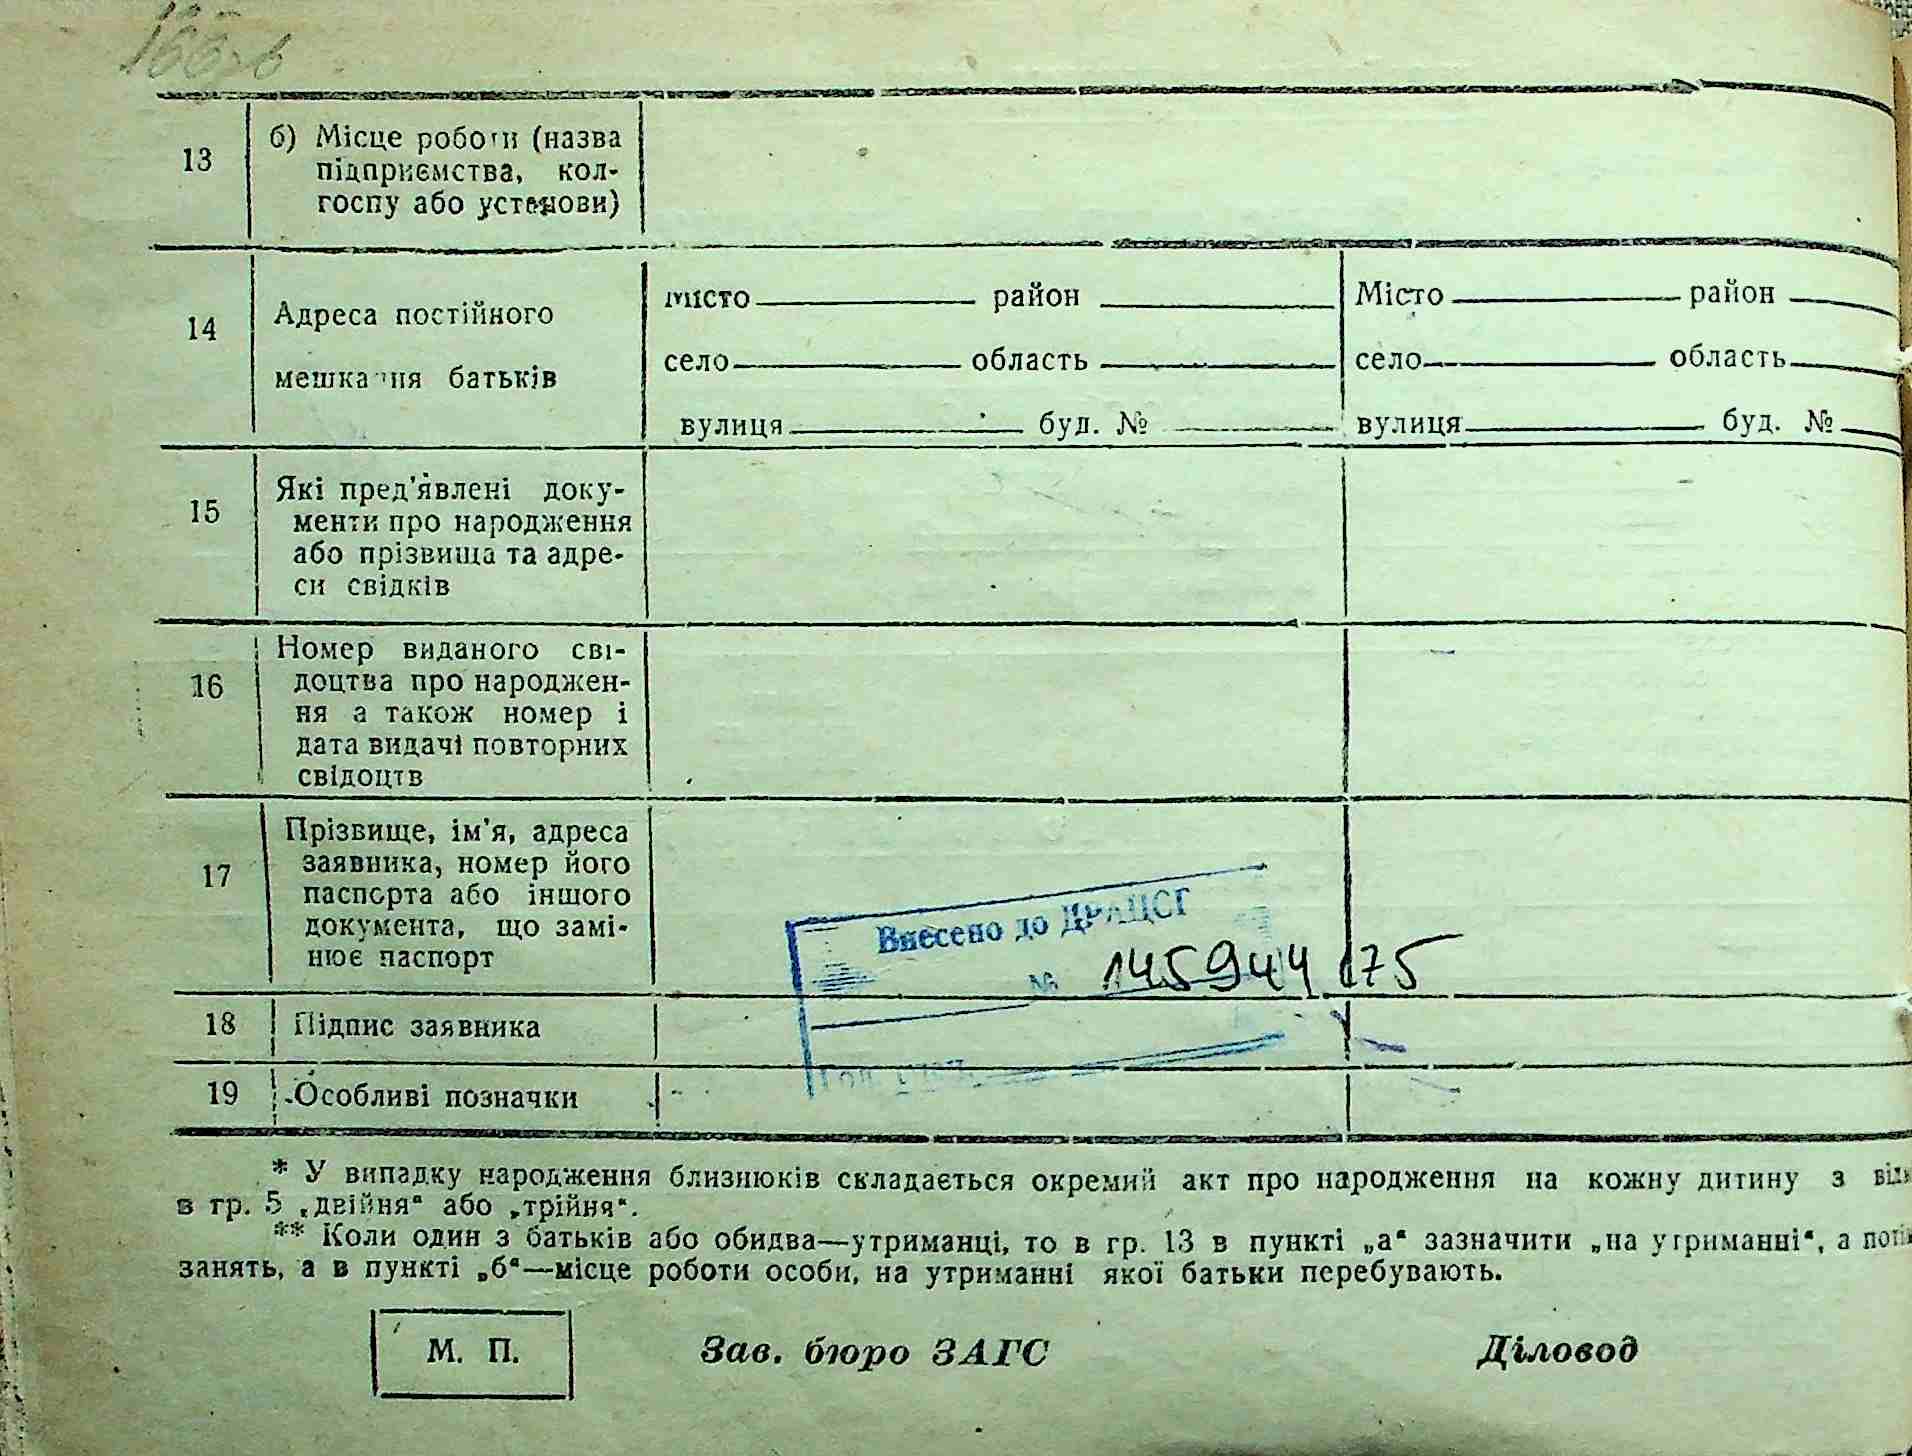 166
13
б) Місце роботи (назва
підприємства, кол-
госпу або установи)
14
Адреса постійного
мешкання батьків
місто район
село область
вулиця буд. №
Місто район
село область
вулиця буд. №
15
Які пред'явлені доку-
менти про народження
або прізвища та адре-
си свідків
16
Номер виданого сві-
доцтва про народжен-
ня а також номер і
дата видачі повторних
свідоцтв
17
Прізвище, ім'я, адреса
заявника, номер його
паспорта або іншого
документа, що замі-
нює паспорт
Внесено до ДРАЦСГ
№ 145944175
18
Підпис заявника
19
Особливі позначки
* У випадку народження близнюків складається окремий акт про народження на кожну дитину з
в гр. 5 „двійня“ або „трійня“.
** Коли один з батьків або обидва—утриманці, то в гр. 13 в пункті „а“ зазначити „на утриманні“, а
занять, а в пункті „б“—місце роботи особи, на утриманні якої батьки перебувають.
М. П.
Зав. бюро ЗАГС
Діловод